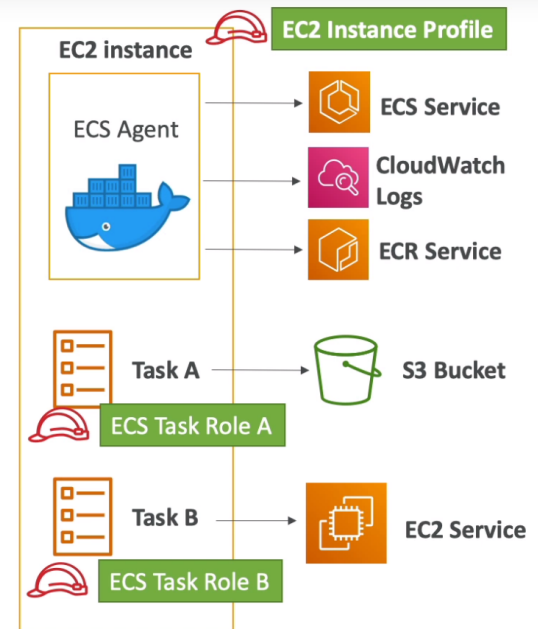 EC2 Instance Profile
EC2 instance
ECS Agent
ECS Service
CloudWatch
Logs
ECR Service
Task A
S3 Bucket
ECS Task Role A
Task B
EC2 Service
ECS Task Role B